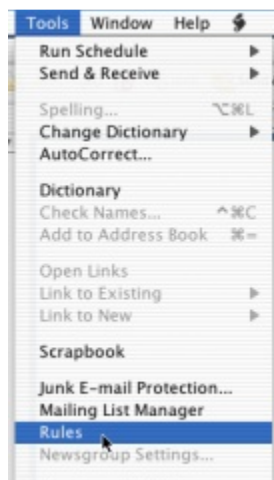 Tools Window Help
Run Schedule
Send & Receive
Spelling... ⌥⌘L
Change Dictionary
AutoCorrect...
Dictionary
Check Names... ^⌘C
Add to Address Book ⌘=
Open Links
Link to Existing
Link to New
Scrapbook
Junk E-mail Protection...
Mailing List Manager
Rules
Newsgroup Settings...